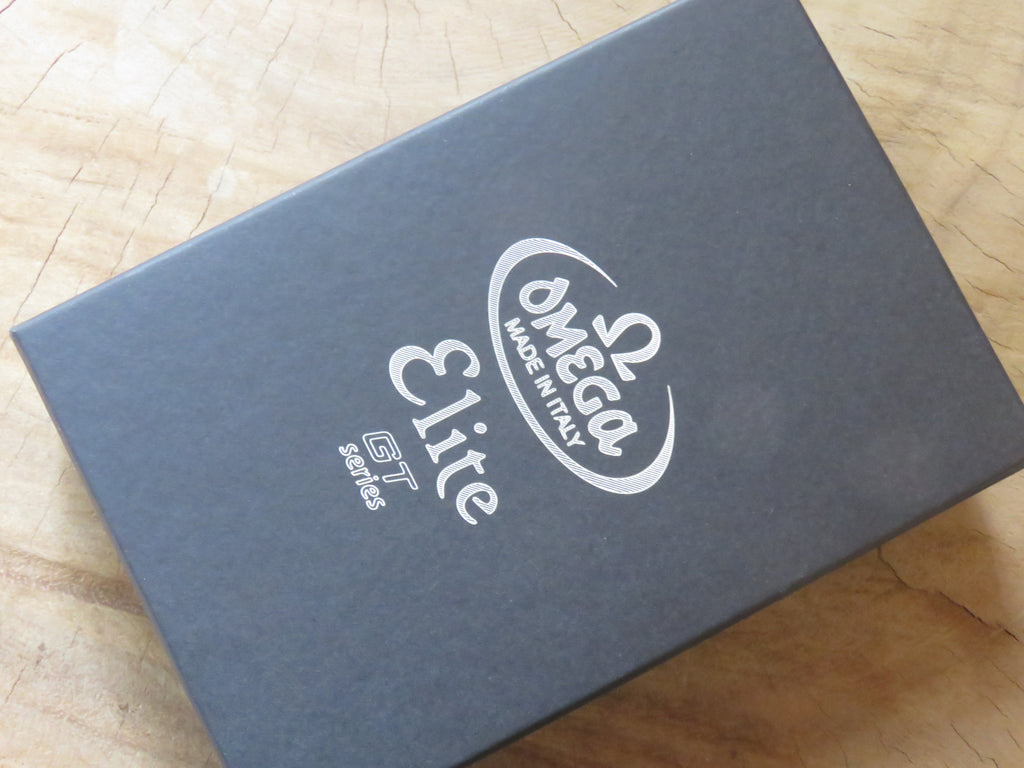 Ω
OMEGA
MADE IN ITALY
Elite
GT
series